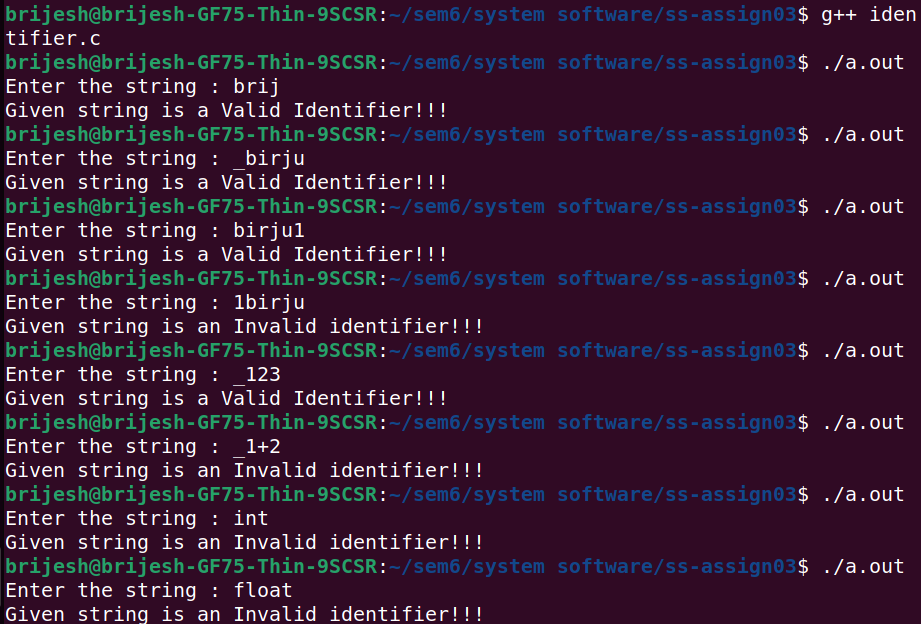 brijesh@brijesh-GF75-Thin-9SCSR:~/sem6/system software/ss-assign03$ g++ iden
tifier.c
brijesh@brijesh-GF75-Thin-9SCSR:~/sem6/system software/ss-assign03$ ./a.out
Enter the string : brij
Given string is a Valid Identifier!!!
brijesh@brijesh-GF75-Thin-9SCSR:~/sem6/system software/ss-assign03$ ./a.out
Enter the string : _birju
Given string is a Valid Identifier!!!
brijesh@brijesh-GF75-Thin-9SCSR:~/sem6/system software/ss-assign03$ ./a.out
Enter the string : birju1
Given string is a Valid Identifier!!!
brijesh@brijesh-GF75-Thin-9SCSR:~/sem6/system software/ss-assign03$ ./a.out
Enter the string : 1birju
Given string is an Invalid identifier!!!
brijesh@brijesh-GF75-Thin-9SCSR:~/sem6/system software/ss-assign03$ ./a.out
Enter the string : _123
Given string is a Valid Identifier!!!
brijesh@brijesh-GF75-Thin-9SCSR:~/sem6/system software/ss-assign03$ ./a.out
Enter the string : _1+2
Given string is an Invalid identifier!!!
brijesh@brijesh-GF75-Thin-9SCSR:~/sem6/system software/ss-assign03$ ./a.out
Enter the string : int
Given string is an Invalid identifier!!!
brijesh@brijesh-GF75-Thin-9SCSR:~/sem6/system software/ss-assign03$ ./a.out
Enter the string : float
Given string is an Invalid identifier!!!